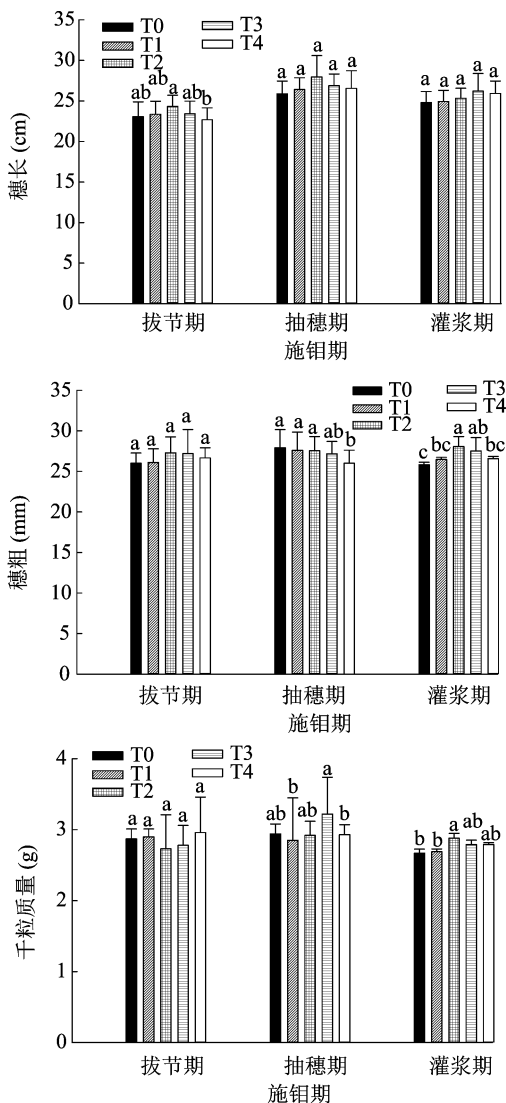 穗长 (cm)
35
30
25
20
15
10
5
0
T0
T1
T2
T3
T4
ab ab a ab b
a a a a a
a a a a a
拔节期 抽穗期 灌浆期
施钼期
穗粗 (mm)
35
30
25
20
15
30
5
0
T0
T1
T2
T3
T4
a a a a a
a a a ab b
c bc a ab bc
拔节期 抽穗期 灌浆期
施钼期
千粒质量 (g)
4
3
2
1
0
T0
T1
T2
T3
T4
a a a a a
ab b ab a b
b b a ab ab
拔节期 抽穗期 灌浆期
施钼期